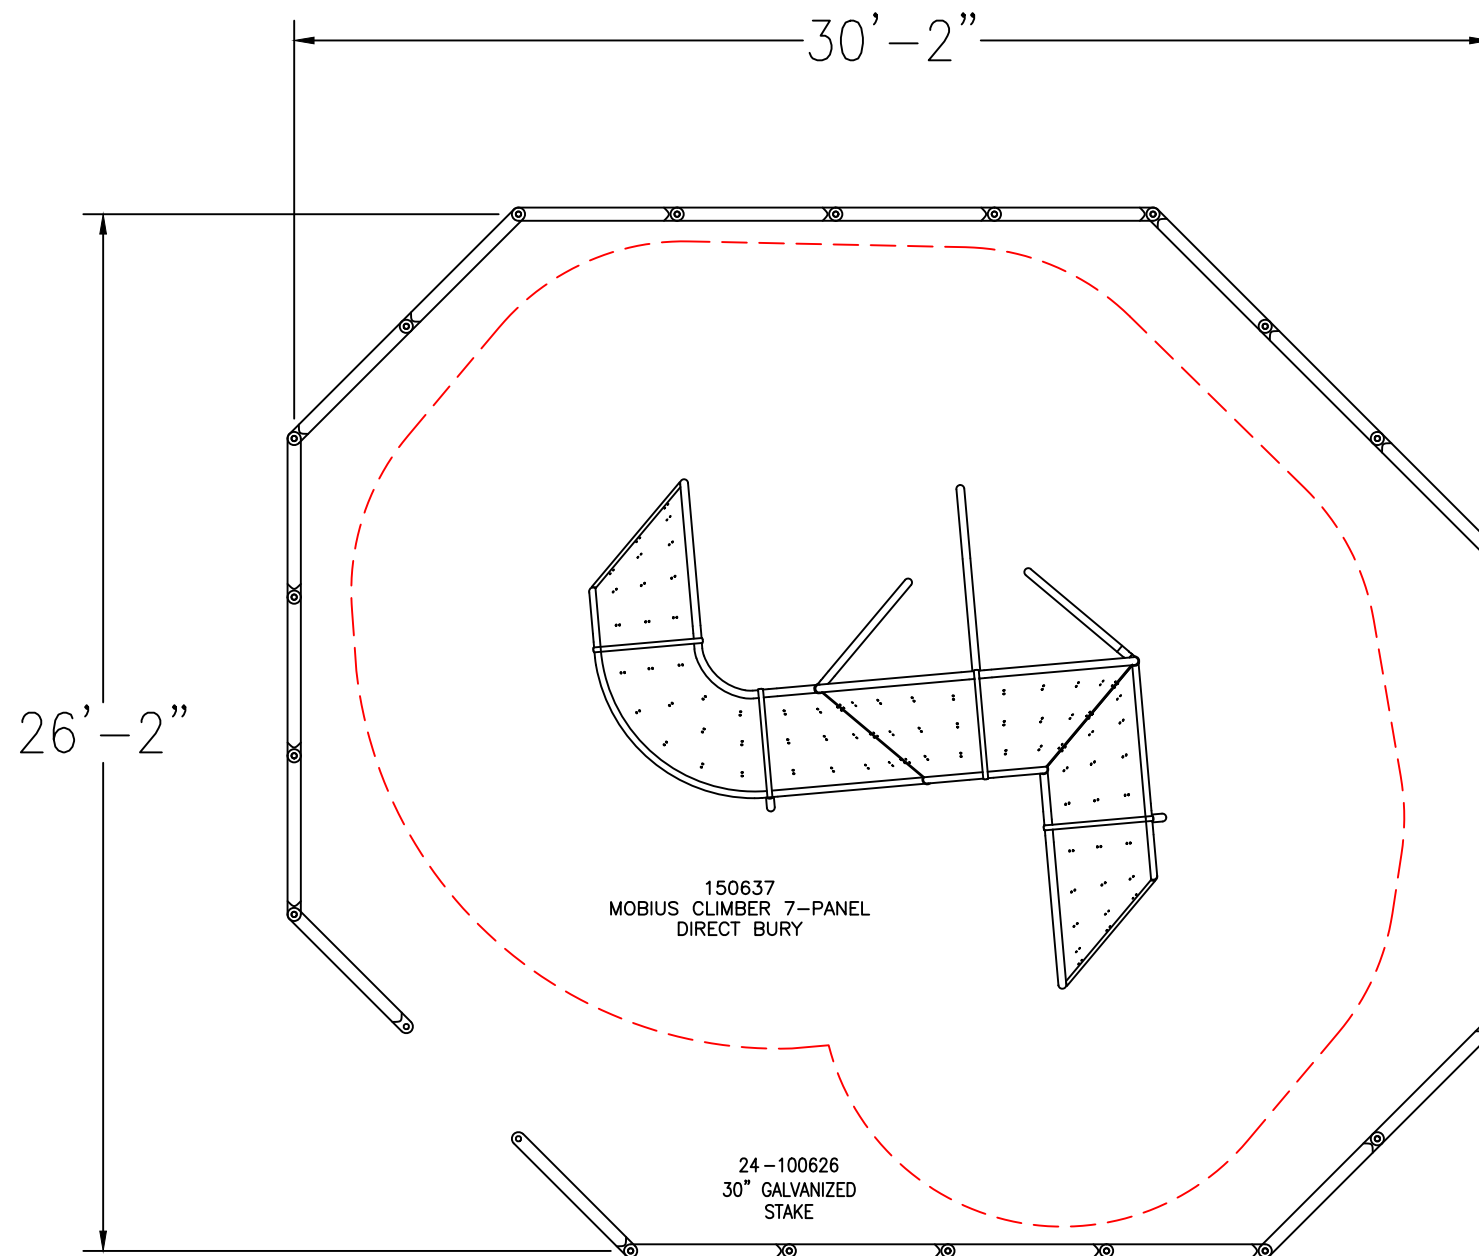 30'-2"
26'-2"
150637
MOBIUS CLIMBER 7-PANEL
DIRECT BURY
24-100626
30" GALVANIZED
STAKE